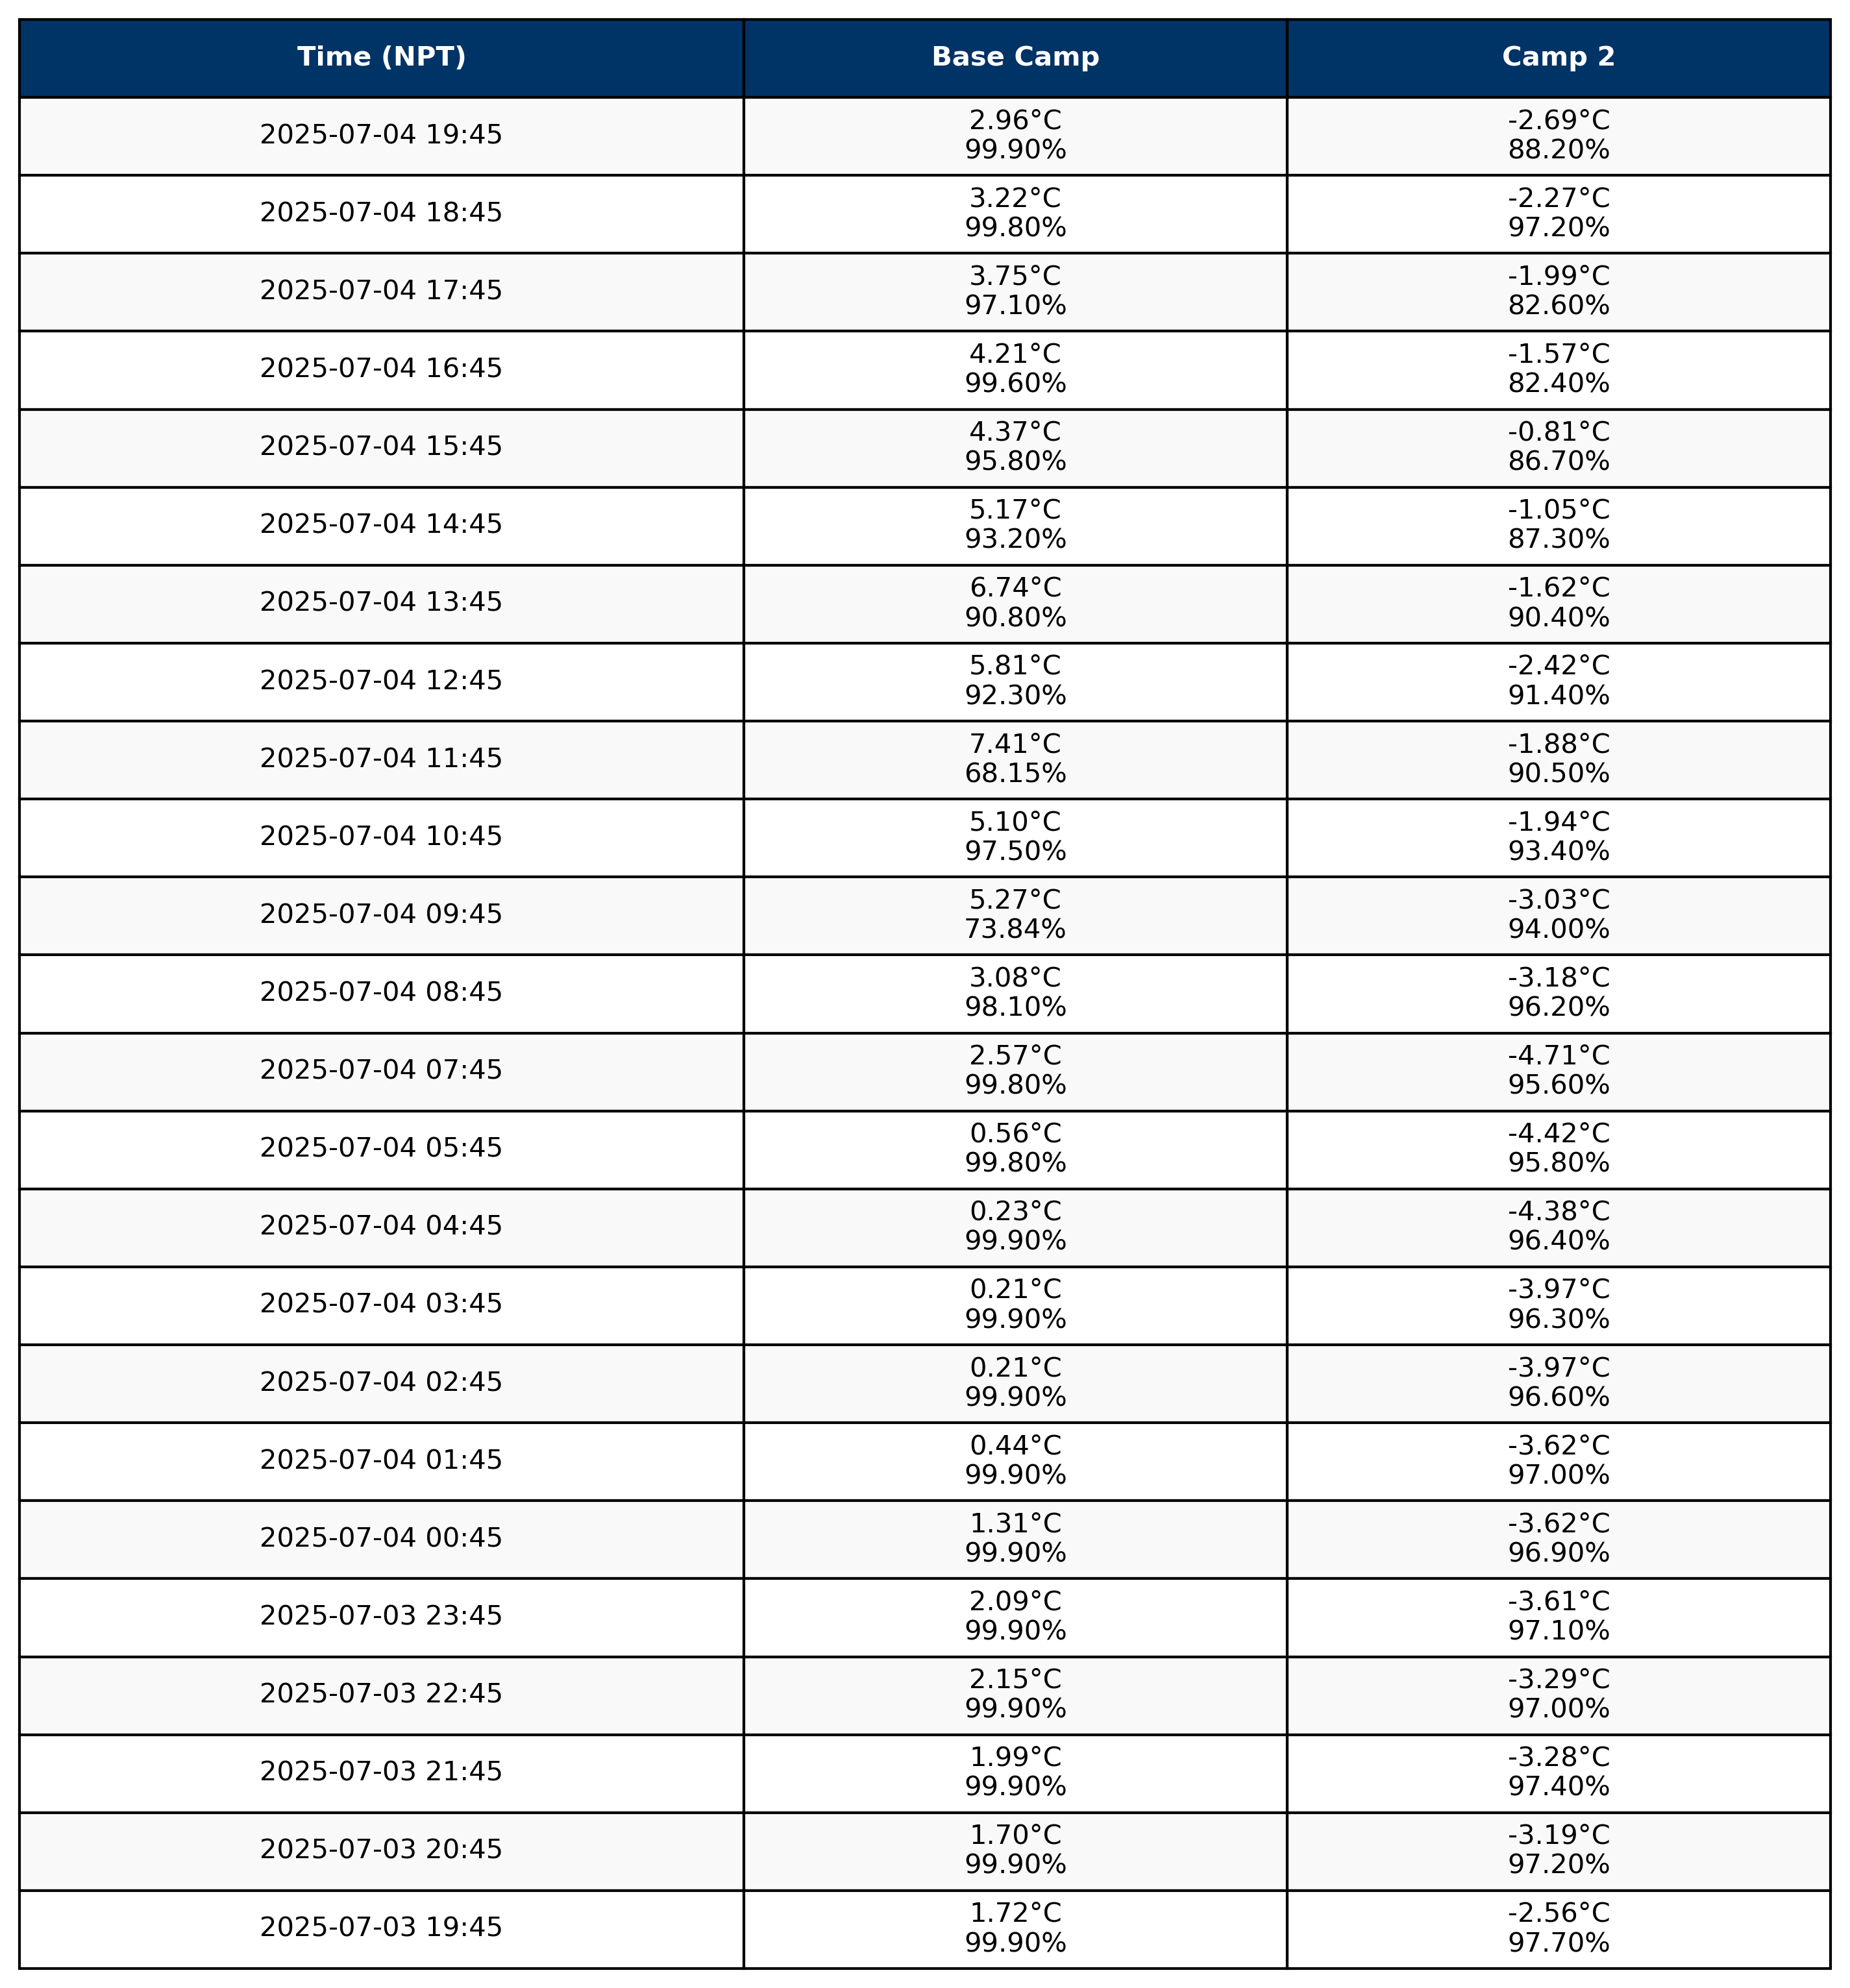 Time (NPT) Base Camp Camp 2
2025-07-04 19:45 2.96°C -2.69°C
99.90% 88.20%
2025-07-04 18:45 3.22°C -2.27°C
99.80% 97.20%
2025-07-04 17:45 3.75°C -1.99°C
97.10% 82.60%
2025-07-04 16:45 4.21°C -1.57°C
99.60% 82.40%
2025-07-04 15:45 4.37°C -0.81°C
95.80% 86.70%
2025-07-04 14:45 5.17°C -1.05°C
93.20% 87.30%
2025-07-04 13:45 6.74°C -1.62°C
90.80% 90.40%
2025-07-04 12:45 5.81°C -2.42°C
92.30% 91.40%
2025-07-04 11:45 7.41°C -1.88°C
68.15% 90.50%
2025-07-04 10:45 5.10°C -1.94°C
97.50% 93.40%
2025-07-04 09:45 5.27°C -3.03°C
73.84% 94.00%
2025-07-04 08:45 3.08°C -3.18°C
98.10% 96.20%
2025-07-04 07:45 2.57°C -4.71°C
99.80% 95.60%
2025-07-04 05:45 0.56°C -4.42°C
99.80% 95.80%
2025-07-04 04:45 0.23°C -4.38°C
99.90% 96.40%
2025-07-04 03:45 0.21°C -3.97°C
99.90% 96.30%
2025-07-04 02:45 0.21°C -3.97°C
99.90% 96.60%
2025-07-04 01:45 0.44°C -3.62°C
99.90% 97.00%
2025-07-04 00:45 1.31°C -3.62°C
99.90% 96.90%
2025-07-03 23:45 2.09°C -3.61°C
99.90% 97.10%
2025-07-03 22:45 2.15°C -3.29°C
99.90% 97.00%
2025-07-03 21:45 1.99°C -3.28°C
99.90% 97.40%
2025-07-03 20:45 1.70°C -3.19°C
99.90% 97.20%
2025-07-03 19:45 1.72°C -2.56°C
99.90% 97.70%